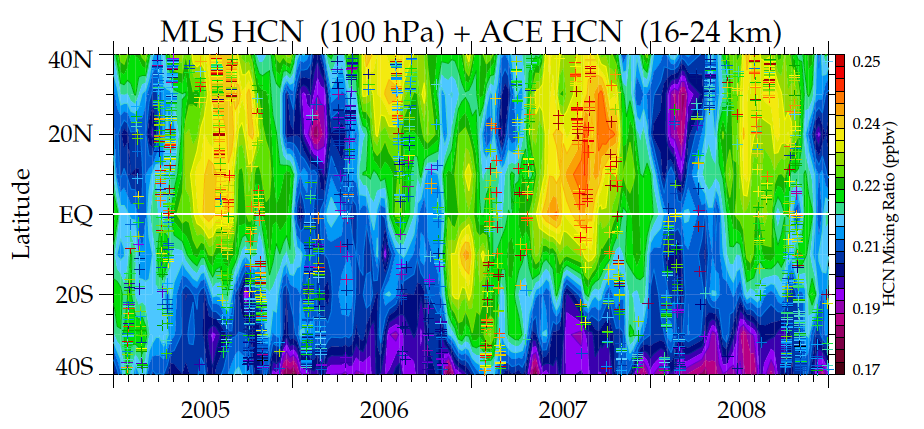 MLS HCN (100 hPa) + ACE HCN (16-24 km)
40N
20N
EQ
20S
40S
Latitude
2005 2006 2007 2008
0.25
0.24
0.22
0.21
0.19
0.17
HCN Mixing Ratio (ppbv)